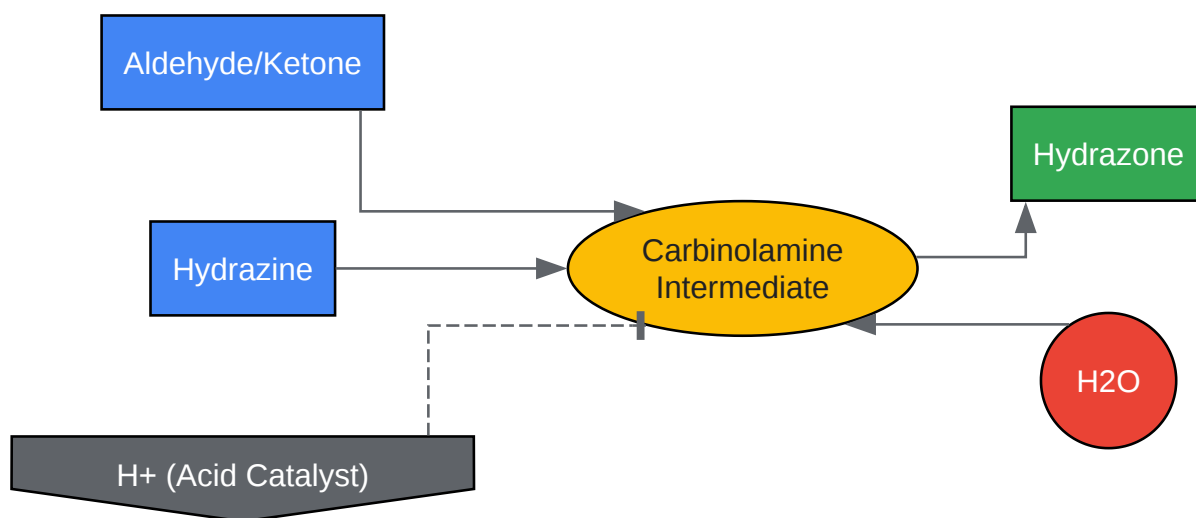 Aldehyde/Ketone
Hydrazone
Hydrazine
Carbinolamine
Intermediate
H2O
H+ (Acid Catalyst)